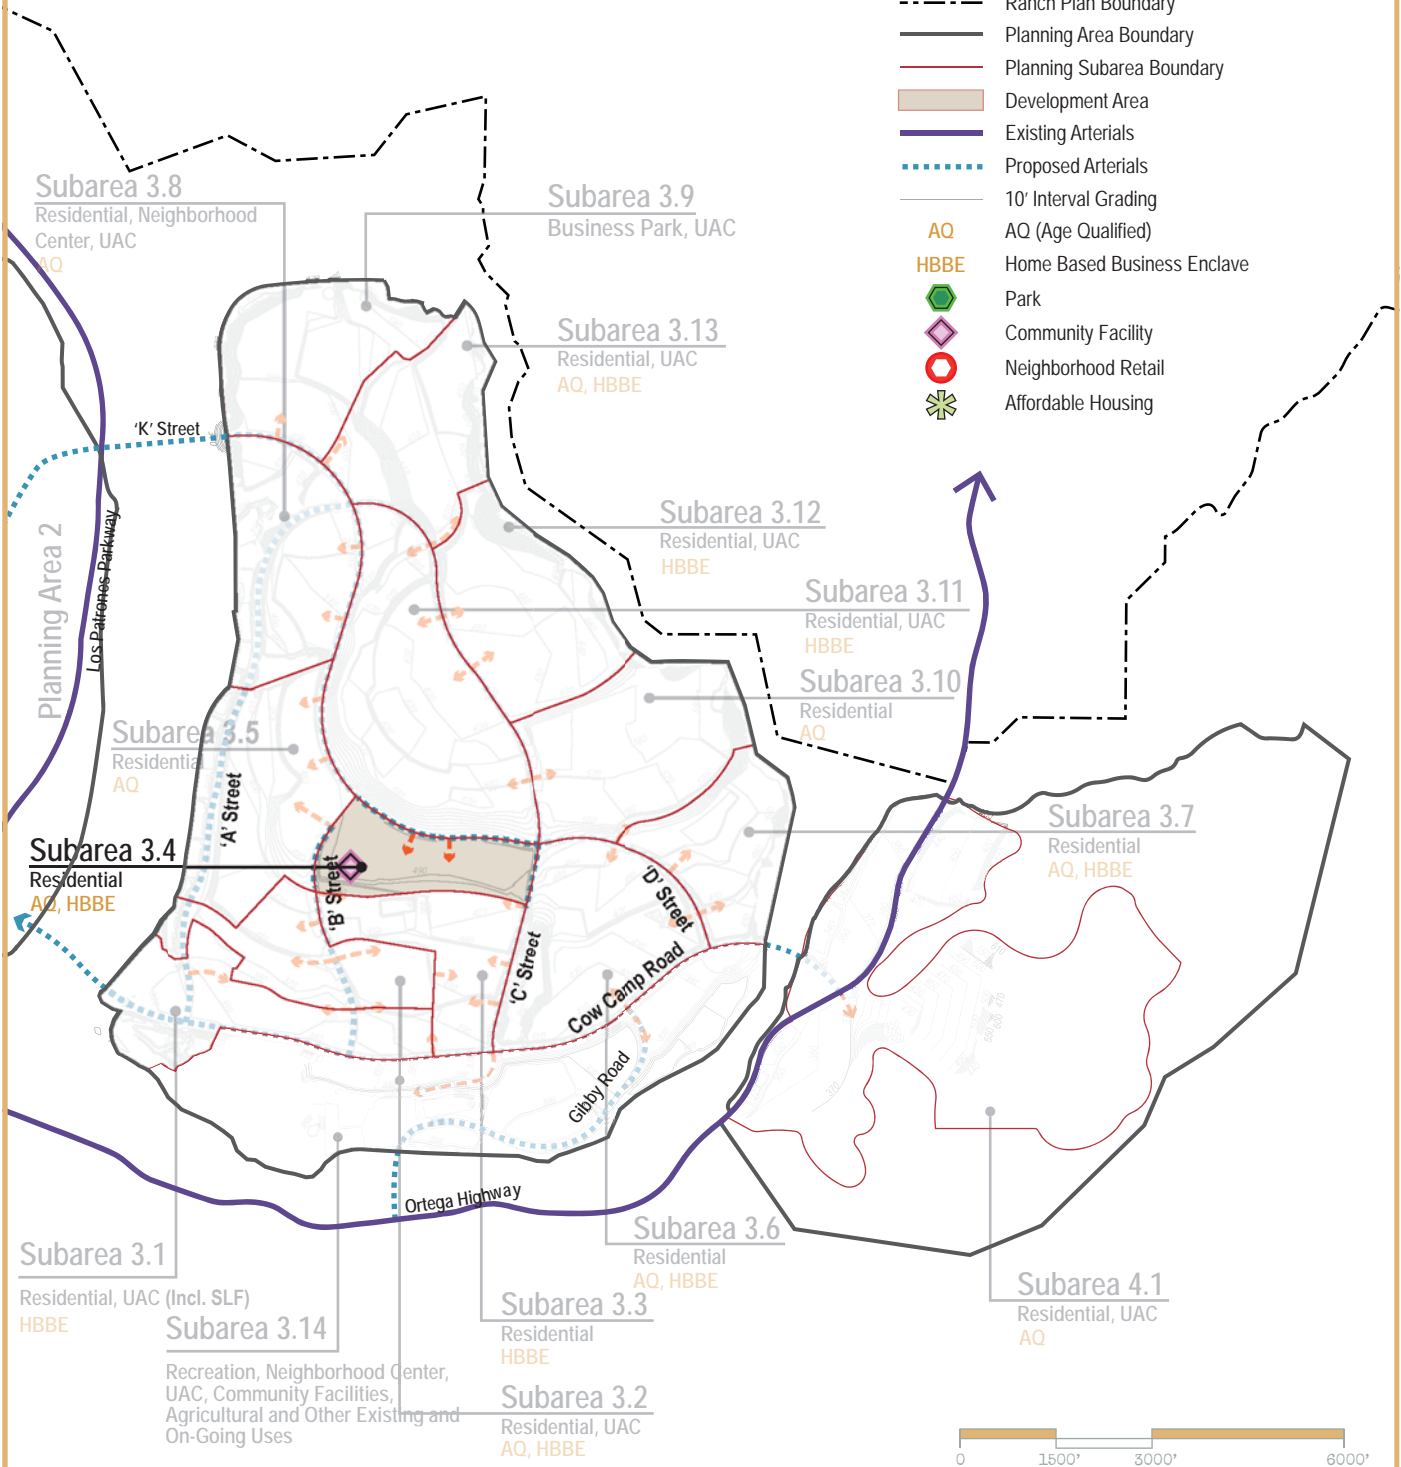 Ranch Plan Boundary
Planning Area Boundary
Planning Subarea Boundary
Development Area
Existing Arterials
Proposed Arterials
10' Interval Grading
AQ AQ (Age Qualified)
HBBE Home Based Business Enclave
Park
Community Facility
Neighborhood Retail
Affordable Housing
Subarea 3.8
Residential, Neighborhood
Center, UAC
AQ
Subarea 3.9
Business Park, UAC
Subarea 3.13
Residential, UAC
AQ, HBBE
'K' Street
Planning Area 2
Los Patrones Parkway
Subarea 3.12
Residential, UAC
HBBE
Subarea 3.11
Residential, UAC
HBBE
Subarea 3.10
Residential
AQ
Subarea 3.5
Residential
AQ
'A' Street
Subarea 3.4
Residential
AQ, HBBE
'B' Street
490
Subarea 3.7
Residential
AQ, HBBE
'D' Street
'C' Street
Cow Camp Road
Gibby Road
370
Ortega Highway
Subarea 3.1
Residential, UAC (Incl. SLF)
HBBE
Subarea 3.14
Recreation, Neighborhood Center,
UAC, Community Facilities,
Agricultural and Other Existing and
On-Going Uses
Subarea 3.6
Residential
AQ, HBBE
Subarea 3.3
Residential
HBBE
Subarea 3.2
Residential, UAC
AQ, HBBE
Subarea 4.1
Residential, UAC
AQ
0 1500' 3000' 6000'